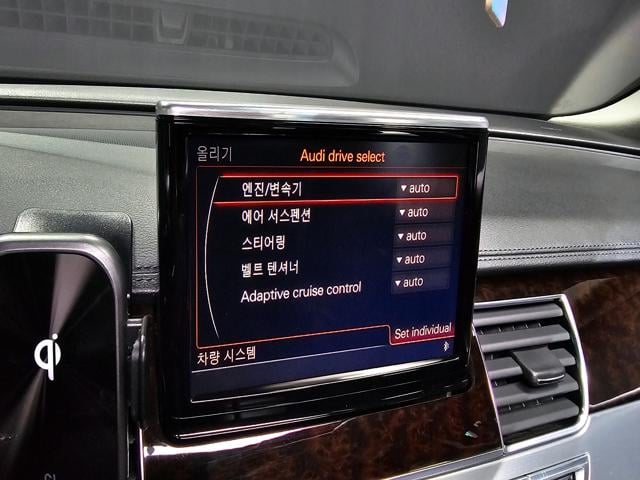 올리기
Audi drive select
엔진/변속기 ▼ auto
에어 서스펜션 ▼ auto
스티어링 ▼ auto
벨트 텐셔너 ▼ auto
Adaptive cruise control ▼ auto
Set individual
차량 시스템
qi